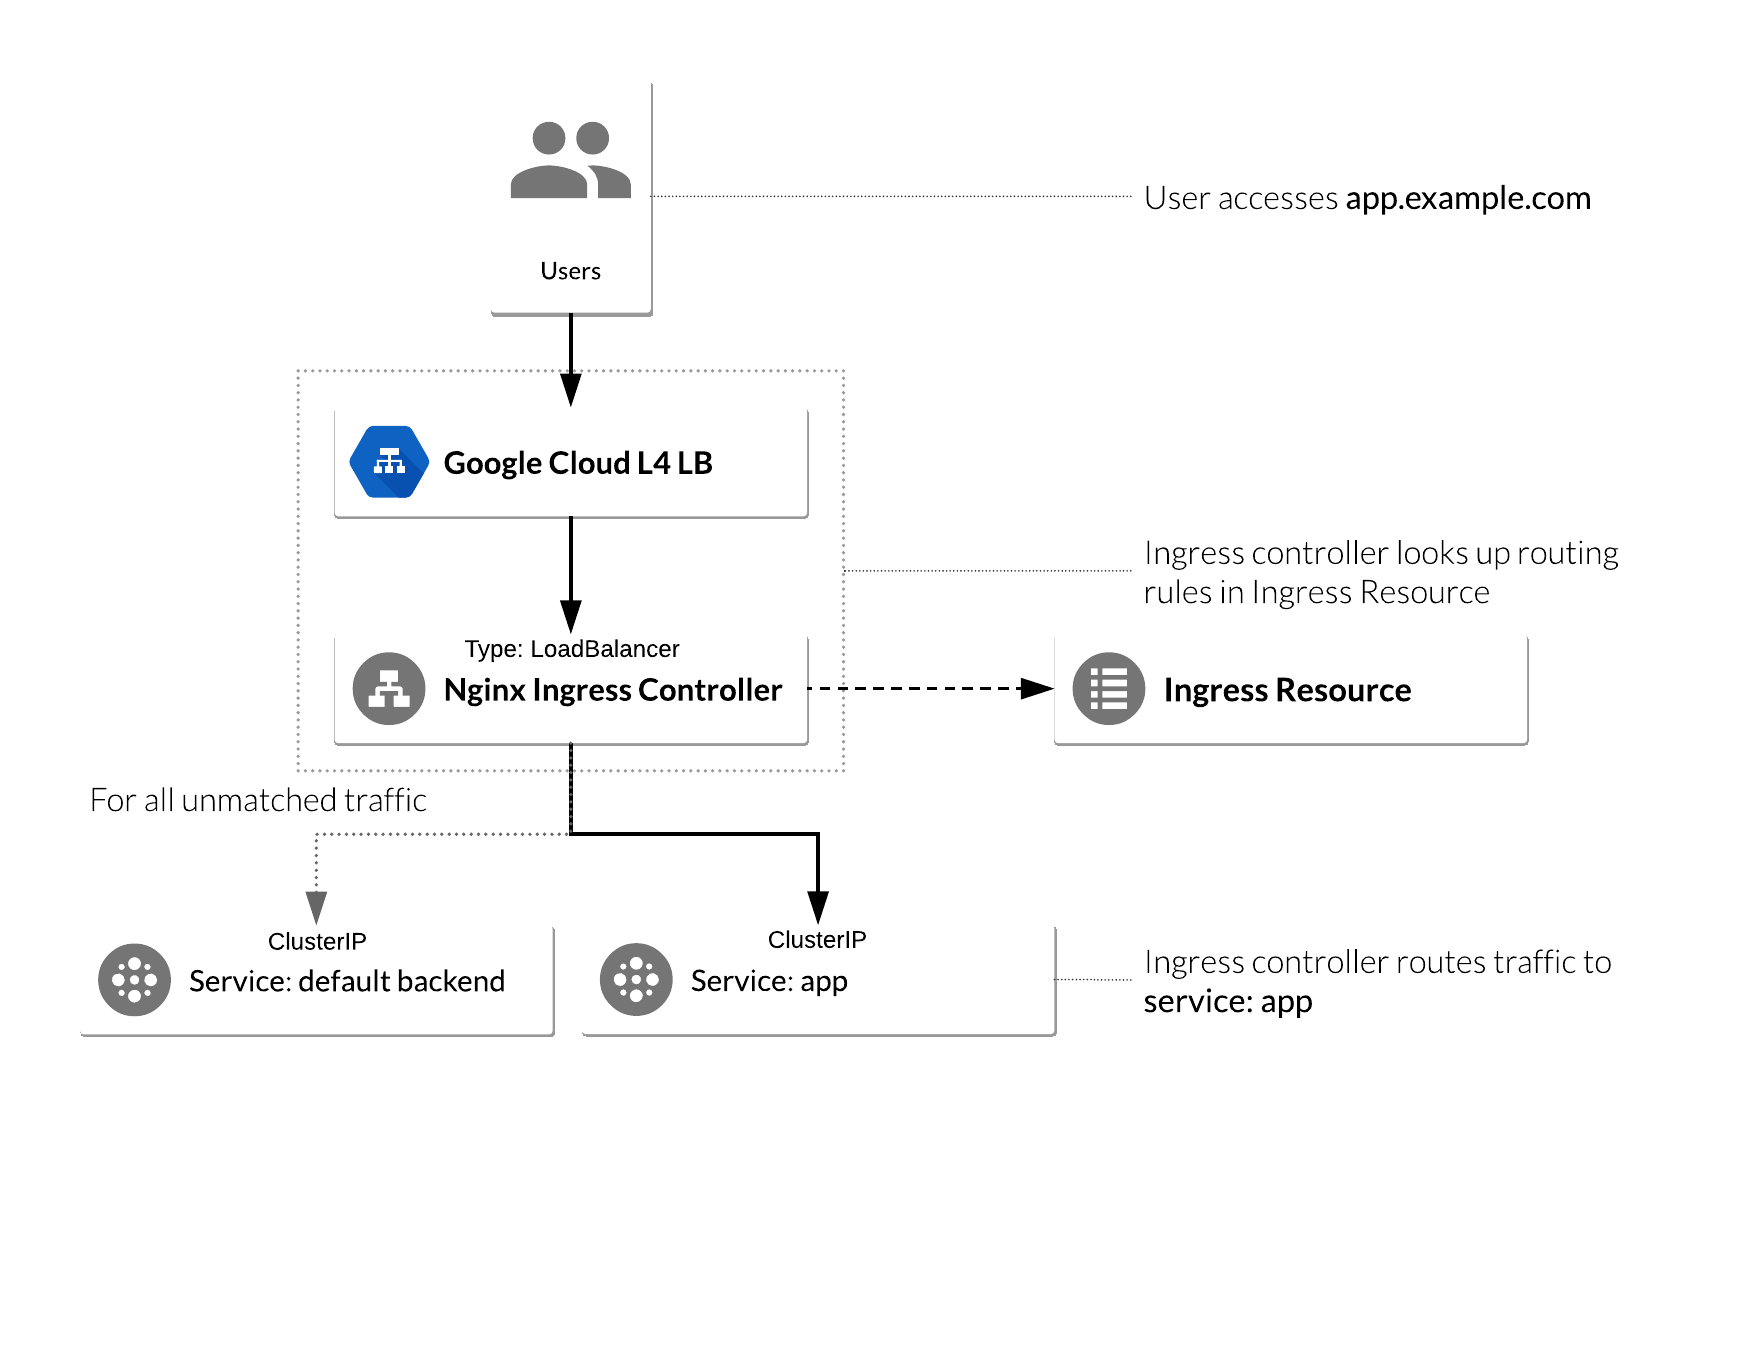 User accesses app.example.com
Users
Google Cloud L4 LB
Ingress controller looks up routing
rules in Ingress Resource
Type: LoadBalancer
Nginx Ingress Controller
Ingress Resource
For all unmatched traffic
ClusterIP
Service: default backend
ClusterIP
Service: app
Ingress controller routes traffic to
service: app